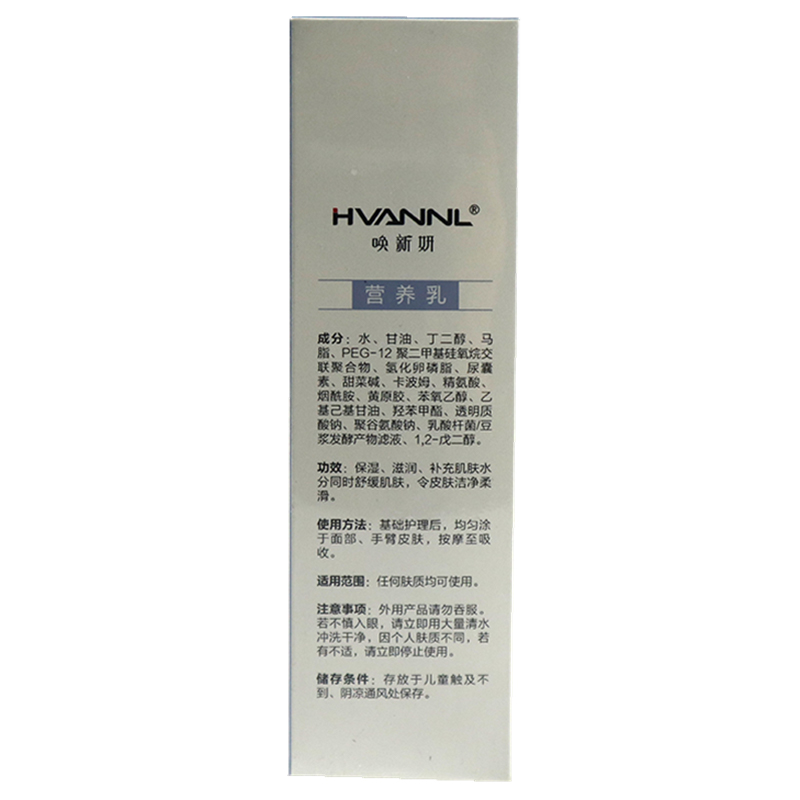 HVANNL®
唤新妍
营养乳
成分：水、甘油、丁二醇、马
脂、PEG-12 聚二甲基硅氧烷交
联聚合物、氢化卵磷脂、尿囊
素、甜菜碱、卡波姆、精氨酸、
烟酰胺、黄原胶、苯氧乙醇、乙
基己基甘油、羟苯甲酯、透明质
酸钠、聚谷氨酸钠、乳酸杆菌/豆
浆发酵产物滤液、1,2-戊二醇。
功效：保湿、滋润、补充肌肤水
分同时舒缓肌肤，令皮肤洁净柔
滑。
使用方法：基础护理后，均匀涂
于面部、手臂皮肤，按摩至吸
收。
适用范围：任何肤质均可使用。
注意事项：外用产品请勿吞服。
若不慎入眼，请立即用大量清水
冲洗干净，因个人肤质不同，若
有不适，请立即停止使用。
储存条件：存放于儿童触及不
到、阴凉通风处保存。